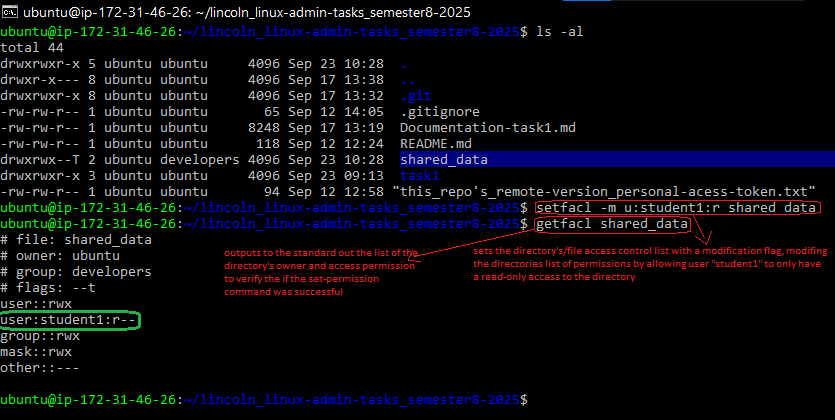 ubuntu@ip-172-31-46-26: ~/lincoln_linux-admin-tasks_semester8-2025
ubuntu@ip-172-31-46-26:~/lincoln_linux-admin-tasks_semester8-2025$ ls -al
total 44
drwxrwxr-x 5 ubuntu ubuntu 4096 Sep 23 10:28 .
drwxr-x--- 8 ubuntu ubuntu 4096 Sep 17 13:38 ..
drwxrwxr-x 8 ubuntu ubuntu 4096 Sep 17 13:32 .git
-rw-rw-r-- 1 ubuntu ubuntu 65 Sep 12 14:05 .gitignore
-rw-rw-r-- 1 ubuntu ubuntu 8248 Sep 17 13:19 Documentation-task1.md
-rw-rw-r-- 1 ubuntu ubuntu 118 Sep 12 12:24 README.md
drwxrwx--T 2 ubuntu developers 4096 Sep 23 10:28 shared_data
drwxrwxr-x 3 ubuntu ubuntu 4096 Sep 23 09:13 task1
-rw-rw-r-- 1 ubuntu ubuntu 94 Sep 12 12:58 "this_repo's_remote-version_personal-acess-token.txt"
ubuntu@ip-172-31-46-26:~/lincoln_linux-admin-tasks_semester8-2025$ setfacl -m u:student1:r shared_data
ubuntu@ip-172-31-46-26:~/lincoln_linux-admin-tasks_semester8-2025$ getfacl shared_data
# file: shared_data
# owner: ubuntu
# group: developers
# flags: --t
user::rwx
user:student1:r--
group::rwx
mask::rwx
other::---
outputs to the standard out the list of the
directory's owner and access permission
to verify the if the set-permission
command was successful
sets the directory's/file access control list with a modification flag, modifing
the directories list of permissions by allowing user "student1" to only have
a read-only access to the directory
ubuntu@ip-172-31-46-26:~/lincoln_linux-admin-tasks_semester8-2025$